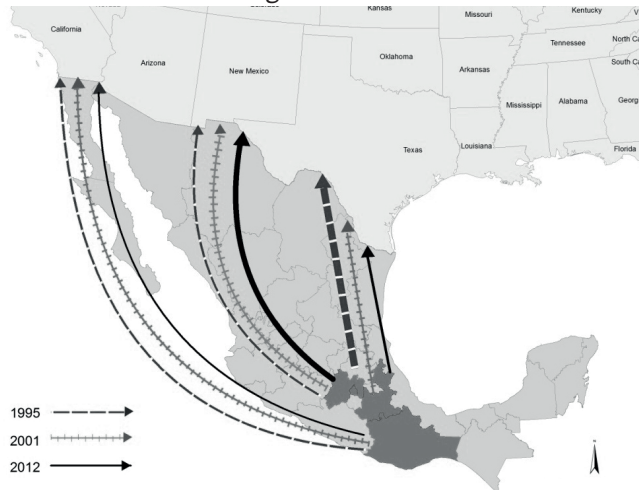 Kansas
Missouri
Kentucky
California
Tennessee
North Ca
Oklahoma
Arizona
Arkansas
South Ca
New Mexico
Mississippi
Alabama
Georg
Louisiana
Texas
Florida
1995
2001
2012